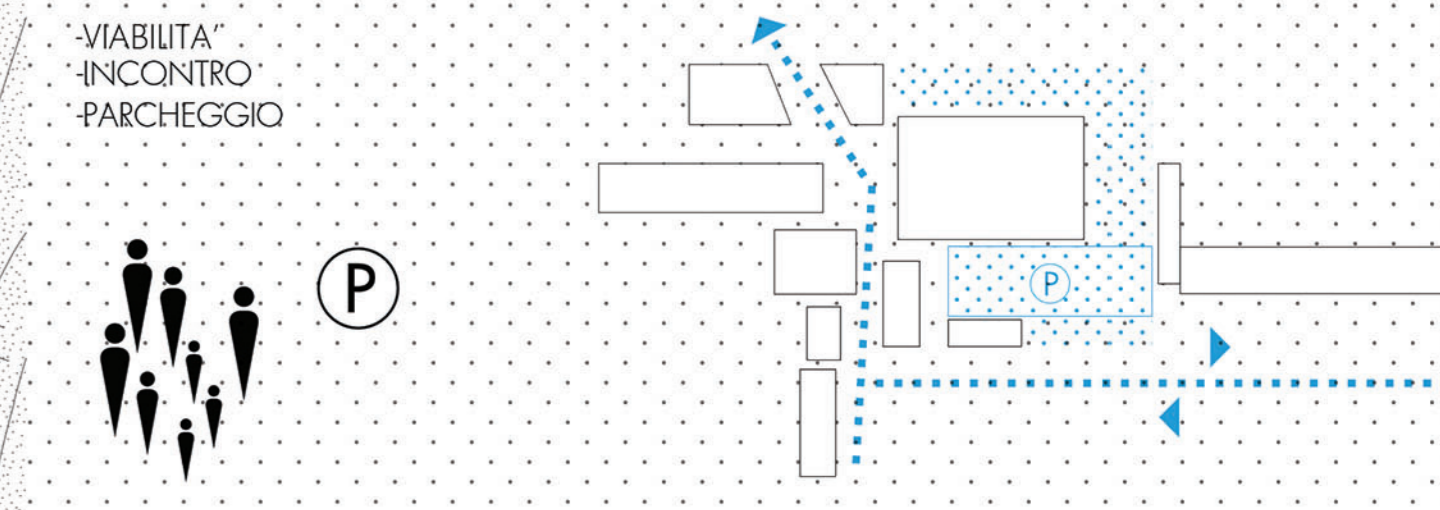 -VIABILITA'
-INCONTRO
-PARCHEGGIO
P
P